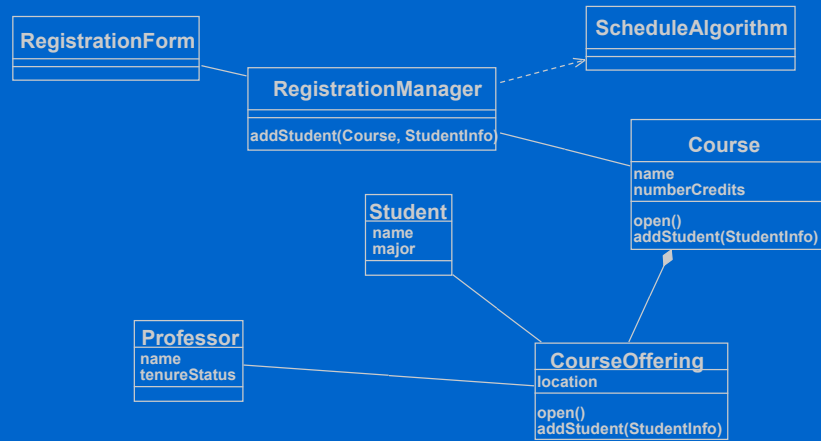 RegistrationForm
ScheduleAlgorithm
RegistrationManager
addStudent(Course, StudentInfo)
Course
name
numberCredits
open()
addStudent(StudentInfo)
Student
name
major
Professor
name
tenureStatus
CourseOffering
location
open()
addStudent(StudentInfo)